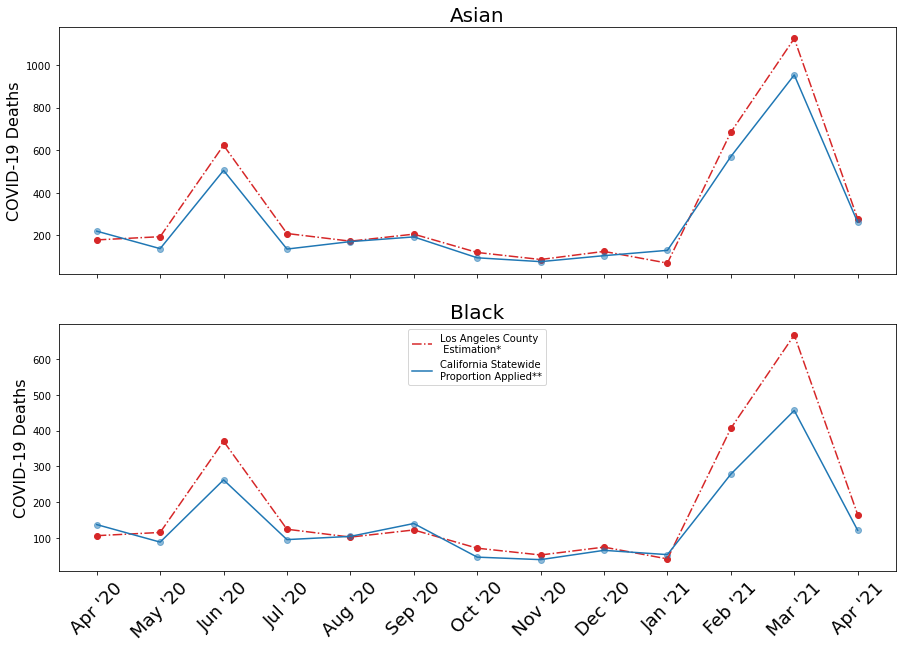 Asian
COVID-19 Deaths
1000
800
600
400
200
Black
COVID-19 Deaths
600
500
400
300
200
100
Los Angeles County
Estimation*
California Statewide
Proportion Applied**
Apr '20
May '20
Jun '20
Jul '20
Aug '20
Sep '20
Oct '20
Nov '20
Dec '20
Jan '21
Feb '21
Mar '21
Apr '21